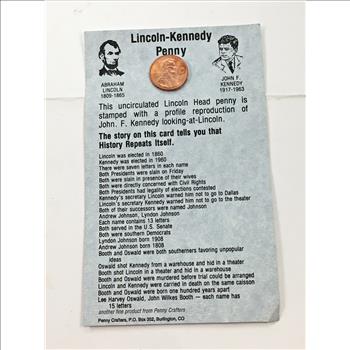 Lincoln-Kennedy
Penny
ABRAHAM
LINCOLN
1809-1865
JOHN F.
KENNEDY
1917-1963
This uncirculated Lincoln Head penny is
stamped with a profile reproduction of
John. F. Kennedy looking-at-Lincoln.
The story on this card tells you that
History Repeats Itself.
Lincoln was elected in 1860
Kennedy was elected in 1960
There were seven letters in each name
Both Presidents were slain on Friday
Both were slain in presence of their wives
Both were directly concerned with Civil Rights
Both Presidents had legality of elections contested
Kennedy's Secretary Lincoln warned him not to go to Dallas
Lincoln's secretary Kennedy warned him not to go to the theater
Both of their successors were named Johnson
Andrew Johnson, Lyndon Johnson
Each name contains 13 letters
Both served in the U.S. Senate
Both were southern Democrats
Lyndon Johnson born 1908
Andrew Johnson born 1808
Booth and Oswald were both southerners favoring unpopular
ideas
Oswald shot Kennedy from a warehouse and hid in a theater
Booth shot Lincoln in a theater and hid in a warehouse
Booth and Oswald were murdered before trial could be arranged
Lincoln and Kennedy were carried in death on the same caisson
Booth and Oswald were born one hundred years apart
Lee Harvey Oswald, John Wilkes Booth — each name has
15 letters
another fine product from Penny Crafters
Penny Crafters, P.O. Box 352, Burlington, CO